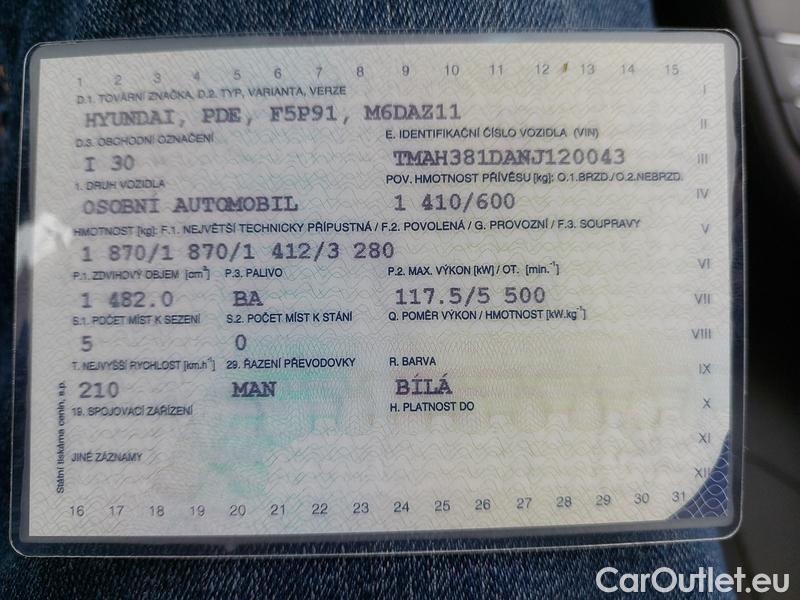 1 2 3 4 5 6 7 8 9 10 11 12 13 14 15
D.1. TOVÁRNÍ ZNAČKA, D.2. TYP, VARIANTA, VERZE I
HYUNDAI, PDE, F5P91, M6DAZ11
D.3. OBCHODNÍ OZNAČENÍ E. IDENTIFIKAČNÍ ČÍSLO VOZIDLA (VIN) II
I 30 TMAH381DANJ120043 III
1. DRUH VOZIDLA POV. HMOTNOST PŘÍVĚSU [kg]: O.1.BRZD./O.2.NEBRZD.
OSOBNÍ AUTOMOBIL 1 410/600 IV
HMOTNOST [kg]: F.1. NEJVĚTŠÍ TECHNICKY PŘÍPUSTNÁ / F.2. POVOLENÁ / G. PROVOZNÍ / F.3. SOUPRAVY V
1 870/1 870/1 412/3 280
P.1. ZDVIHOVÝ OBJEM [cm³] P.3. PALIVO P.2. MAX. VÝKON [kW] / OT. [min.⁻¹] VI
1 482.0 BA 117.5/5 500 VII
S.1. POČET MÍST K SEZENÍ S.2. POČET MÍST K STÁNÍ Q. POMĚR VÝKON / HMOTNOST [kW.kg⁻¹]
5 0 VIII
T. NEJVYŠŠÍ RYCHLOST [km.h⁻¹] 29. ŘAZENÍ PŘEVODOVKY R. BARVA IX
210 MAN BÍLÁ
19. SPOJOVACÍ ZAŘÍZENÍ H. PLATNOST DO X
XI
JINÉ ZÁZNAMY
XII
16 17 18 19 20 21 22 23 24 25 26 27 28 29 30 31
Státní tiskárna cenin, s.p.
CarOutlet.eu